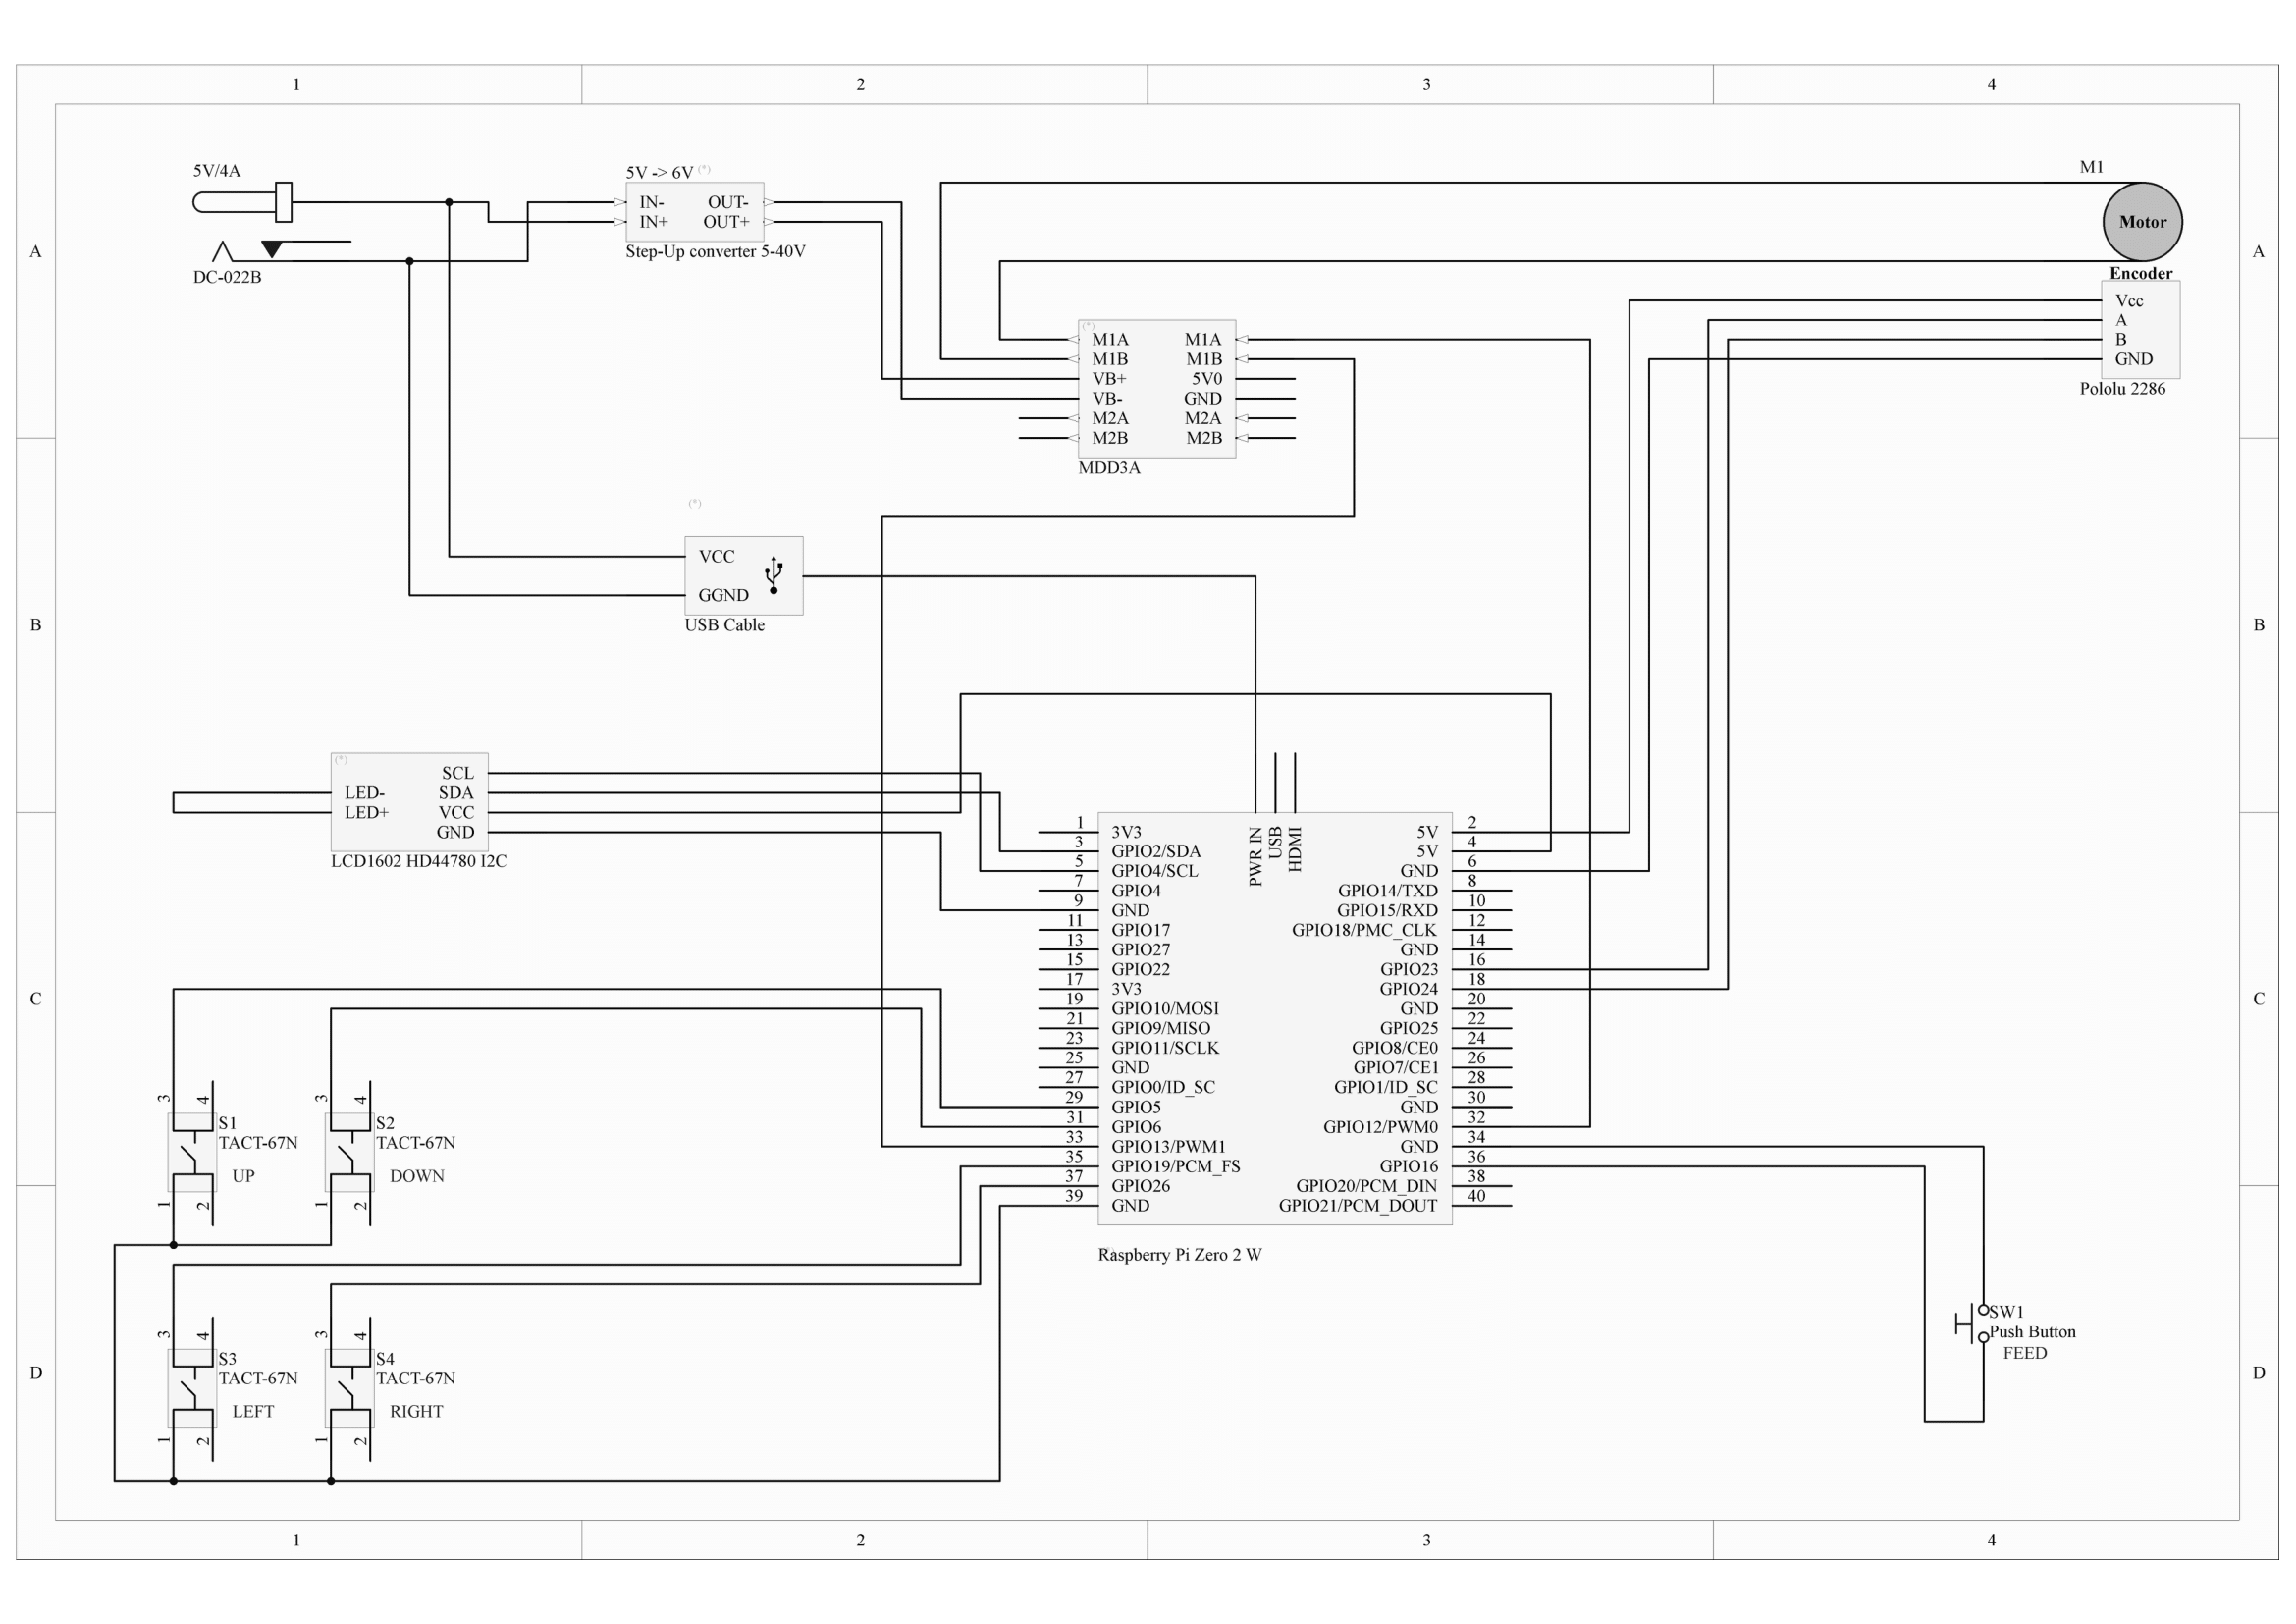 1 2 3 4
A
A
B
B
C
C
D
D
5V/4A
DC-022B
5V -> 6V (*)
IN- OUT-
IN+ OUT+
Step-Up converter 5-40V
M1
Motor
Encoder
Vcc
A
B
GND
Pololu 2286
(*)
M1A M1A
M1B M1B
VB+ 5V0
VB- GND
M2A M2A
M2B M2B
MDD3A
(*)
VCC
GGND
USB Cable
(*)
SCL
LED- SDA
LED+ VCC
GND
LCD1602 HD44780 I2C
PWR IN
USB
HDMI
1 3V3 5V 2
3 GPIO2/SDA 5V 4
5 GPIO4/SCL GND 6
7 GPIO4 GPIO14/TXD 8
9 GND GPIO15/RXD 10
11 GPIO17 GPIO18/PMC_CLK 12
13 GPIO27 GND 14
15 GPIO22 GPIO23 16
17 3V3 GPIO24 18
19 GPIO10/MOSI GND 20
21 GPIO9/MISO GPIO25 22
23 GPIO11/SCLK GPIO8/CE0 24
25 GND GPIO7/CE1 26
27 GPIO0/ID_SC GPIO1/ID_SC 28
29 GPIO5 GND 30
31 GPIO6 GPIO12/PWM0 32
33 GPIO13/PWM1 GND 34
35 GPIO19/PCM_FS GPIO16 36
37 GPIO26 GPIO20/PCM_DIN 38
39 GND GPIO21/PCM_DOUT 40
Raspberry Pi Zero 2 W
3 4
S1
TACT-67N
UP
1 2
3 4
S2
TACT-67N
DOWN
1 2
3 4
S3
TACT-67N
LEFT
1 2
3 4
S4
TACT-67N
RIGHT
1 2
SW1
Push Button
FEED
1 2 3 4